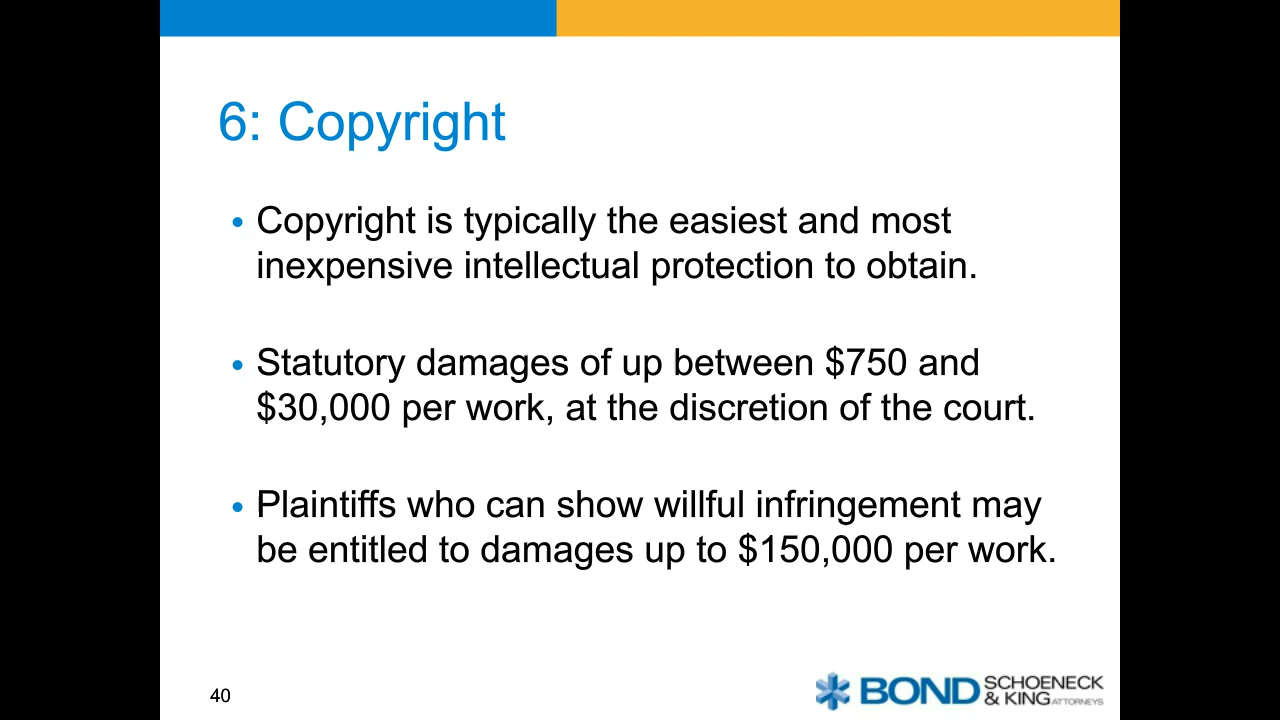 6: Copyright
• Copyright is typically the easiest and most
inexpensive intellectual protection to obtain.
• Statutory damages of up between $750 and
$30,000 per work, at the discretion of the court.
• Plaintiffs who can show willful infringement may
be entitled to damages up to $150,000 per work.
40
BOND SCHOENECK
& KING ATTORNEYS